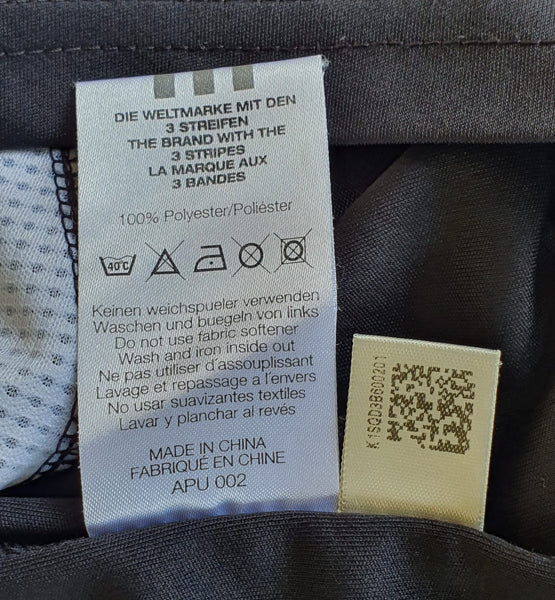 DIE WELTMARKE MIT DEN
3 STREIFEN
THE BRAND WITH THE
3 STRIPES
LA MARQUE AUX
3 BANDES
100% Polyester/Poliéster
40°C
Keinen weichspueler verwenden
Waschen und buegeln von links
Do not use fabric softener
Wash and iron inside out
Ne pas utiliser d'assouplissant
Lavage et repassage a l'envers
No usar suavizantes textiles
Lavar y planchar al revés
MADE IN CHINA
FABRIQUÉ EN CHINE
APU 002
K1SQD3B000201